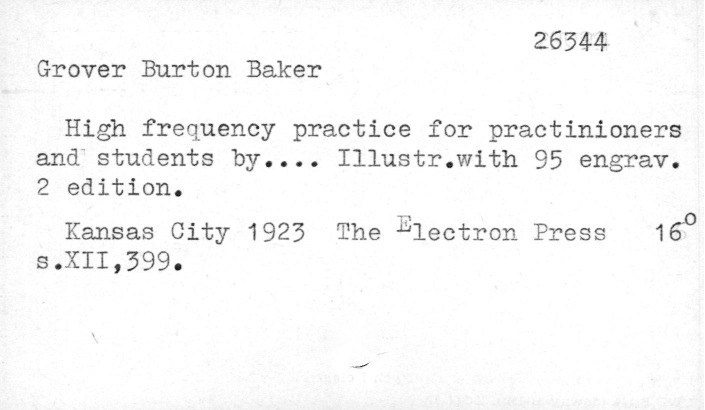 26344
Grover Burton Baker
High frequency practice for practinioners
and students by.... Illustr.with 95 engrav.
2 edition.
Kansas City 1923 The Electron Press 16°
s.XII,399.